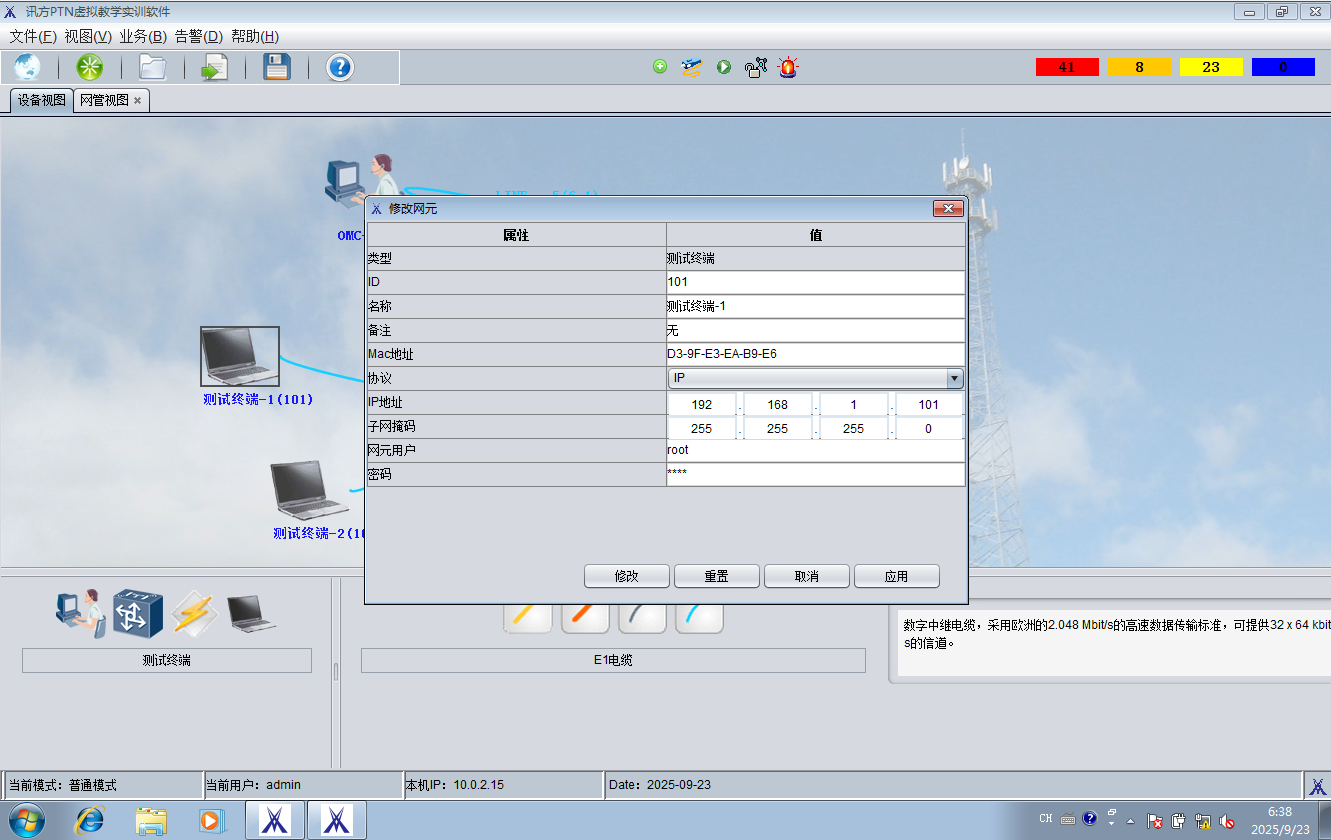 讯方PTN虚拟教学实训软件
文件(F) 视图(V) 业务(B) 告警(D) 帮助(H)
41 8 23 0
设备视图 网管视图
LINE
OMC-
修改网元
属性 值
类型 测试终端
ID 101
名称 测试终端-1
备注 无
Mac地址 D3-9F-E3-EA-B9-E6
协议 IP
IP地址 192 . 168 . 1 . 101
子网掩码 255 . 255 . 255 . 0
网元用户 root
密码 ****
修改 重置 取消 应用
测试终端-1(101)
测试终端-2(10
测试终端
E1电缆
数字中继电缆，采用欧洲的2.048 Mbit/s的高速数据传输标准，可提供32 x 64 kbit
s的信道。
当前模式：普通模式 当前用户：admin 本机IP：10.0.2.15 Date：2025-09-23
CH 6:38
2025/9/23